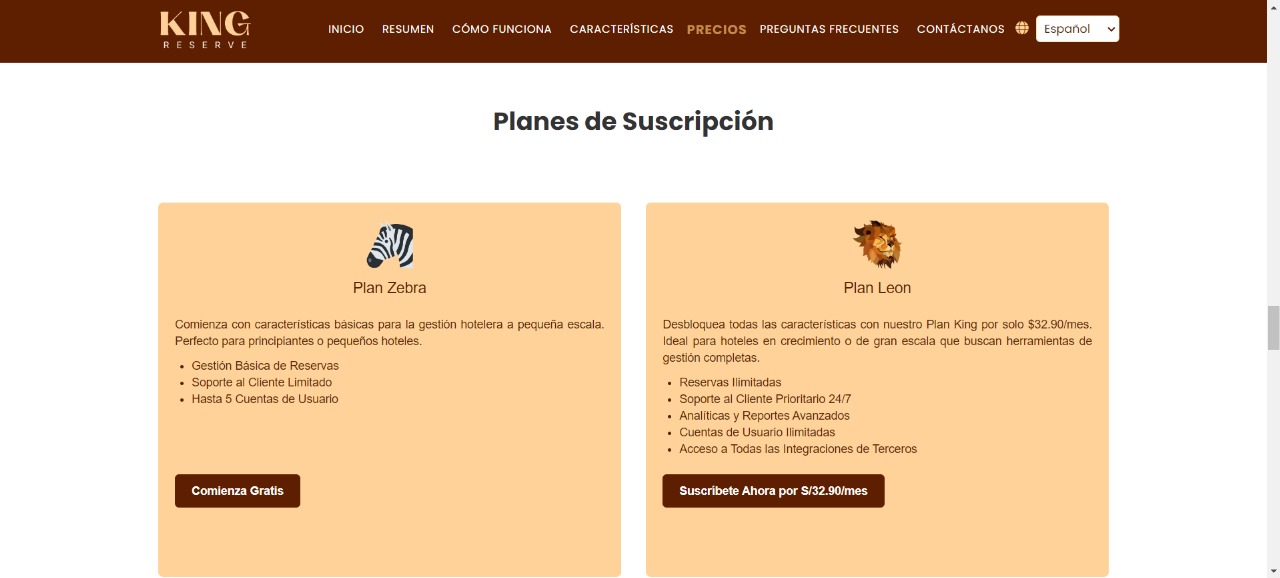 KING
RESERVE
INICIO RESUMEN CÓMO FUNCIONA CARACTERÍSTICAS PRECIOS PREGUNTAS FRECUENTES CONTÁCTANOS Español
Planes de Suscripción
Plan Zebra
Comienza con características básicas para la gestión hotelera a pequeña escala.
Perfecto para principiantes o pequeños hoteles.
• Gestión Básica de Reservas
• Soporte al Cliente Limitado
• Hasta 5 Cuentas de Usuario
Comienza Gratis
Plan Leon
Desbloquea todas las características con nuestro Plan King por solo $32.90/mes.
Ideal para hoteles en crecimiento o de gran escala que buscan herramientas de
gestión completas.
• Reservas Ilimitadas
• Soporte al Cliente Prioritario 24/7
• Analíticas y Reportes Avanzados
• Cuentas de Usuario Ilimitadas
• Acceso a Todas las Integraciones de Terceros
Suscribete Ahora por S/32.90/mes